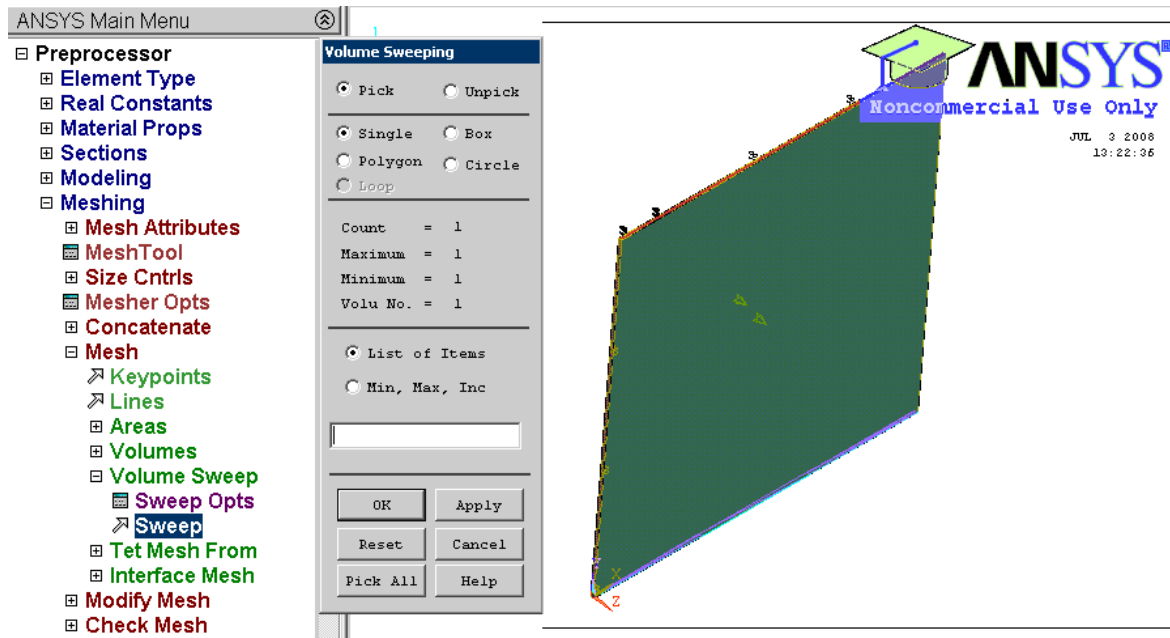 ANSYS Main Menu
Preprocessor
Element Type
Real Constants
Material Props
Sections
Modeling
Meshing
Mesh Attributes
MeshTool
Size Cntrls
Mesher Opts
Concatenate
Mesh
Keypoints
Lines
Areas
Volumes
Volume Sweep
Sweep Opts
Sweep
Tet Mesh From
Interface Mesh
Modify Mesh
Check Mesh
1
Volume Sweeping
Pick Unpick
Single Box
Polygon Circle
Loop
Count = 1
Maximum = 1
Minimum = 1
Volu No. = 1
List of Items
Min, Max, Inc
OK Apply
Reset Cancel
Pick All Help
ANSYS®
Noncommercial Use Only
JUL 3 2008
13:22:36
X
Z